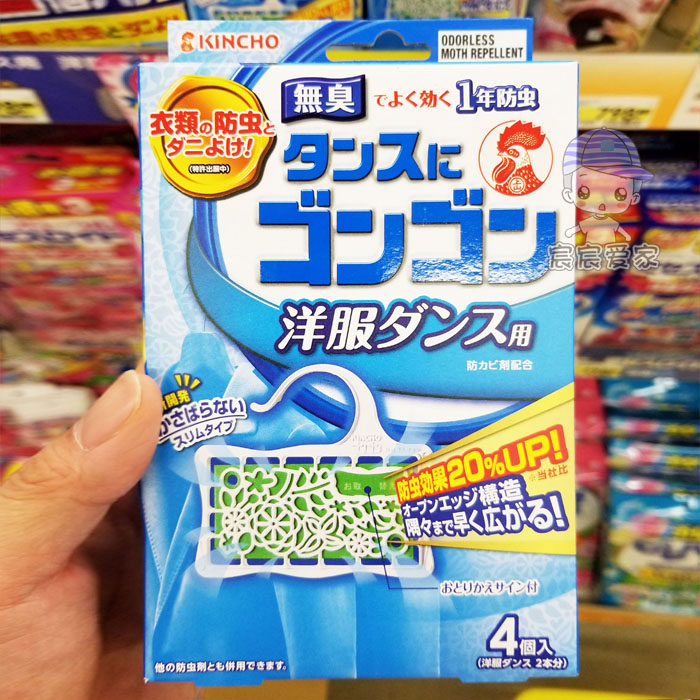 KINCHO
ODORLESS
MOTH REPELLENT
無臭でよく効く1年防虫
衣類の防虫と
ダニよけ!
(特許出願中)
タンスに
ゴンゴン
洋服ダンス用
防カビ剤配合
開発
かさばらない
スリムタイプ
お取 替え
防虫効果20%UP!
※当社比
オープンエッジ構造
隅々まで早く広がる!
おとりかえサイン付
4個入
(洋服ダンス 2本分)
他の防虫剤とも併用できます。
宸宸爱家